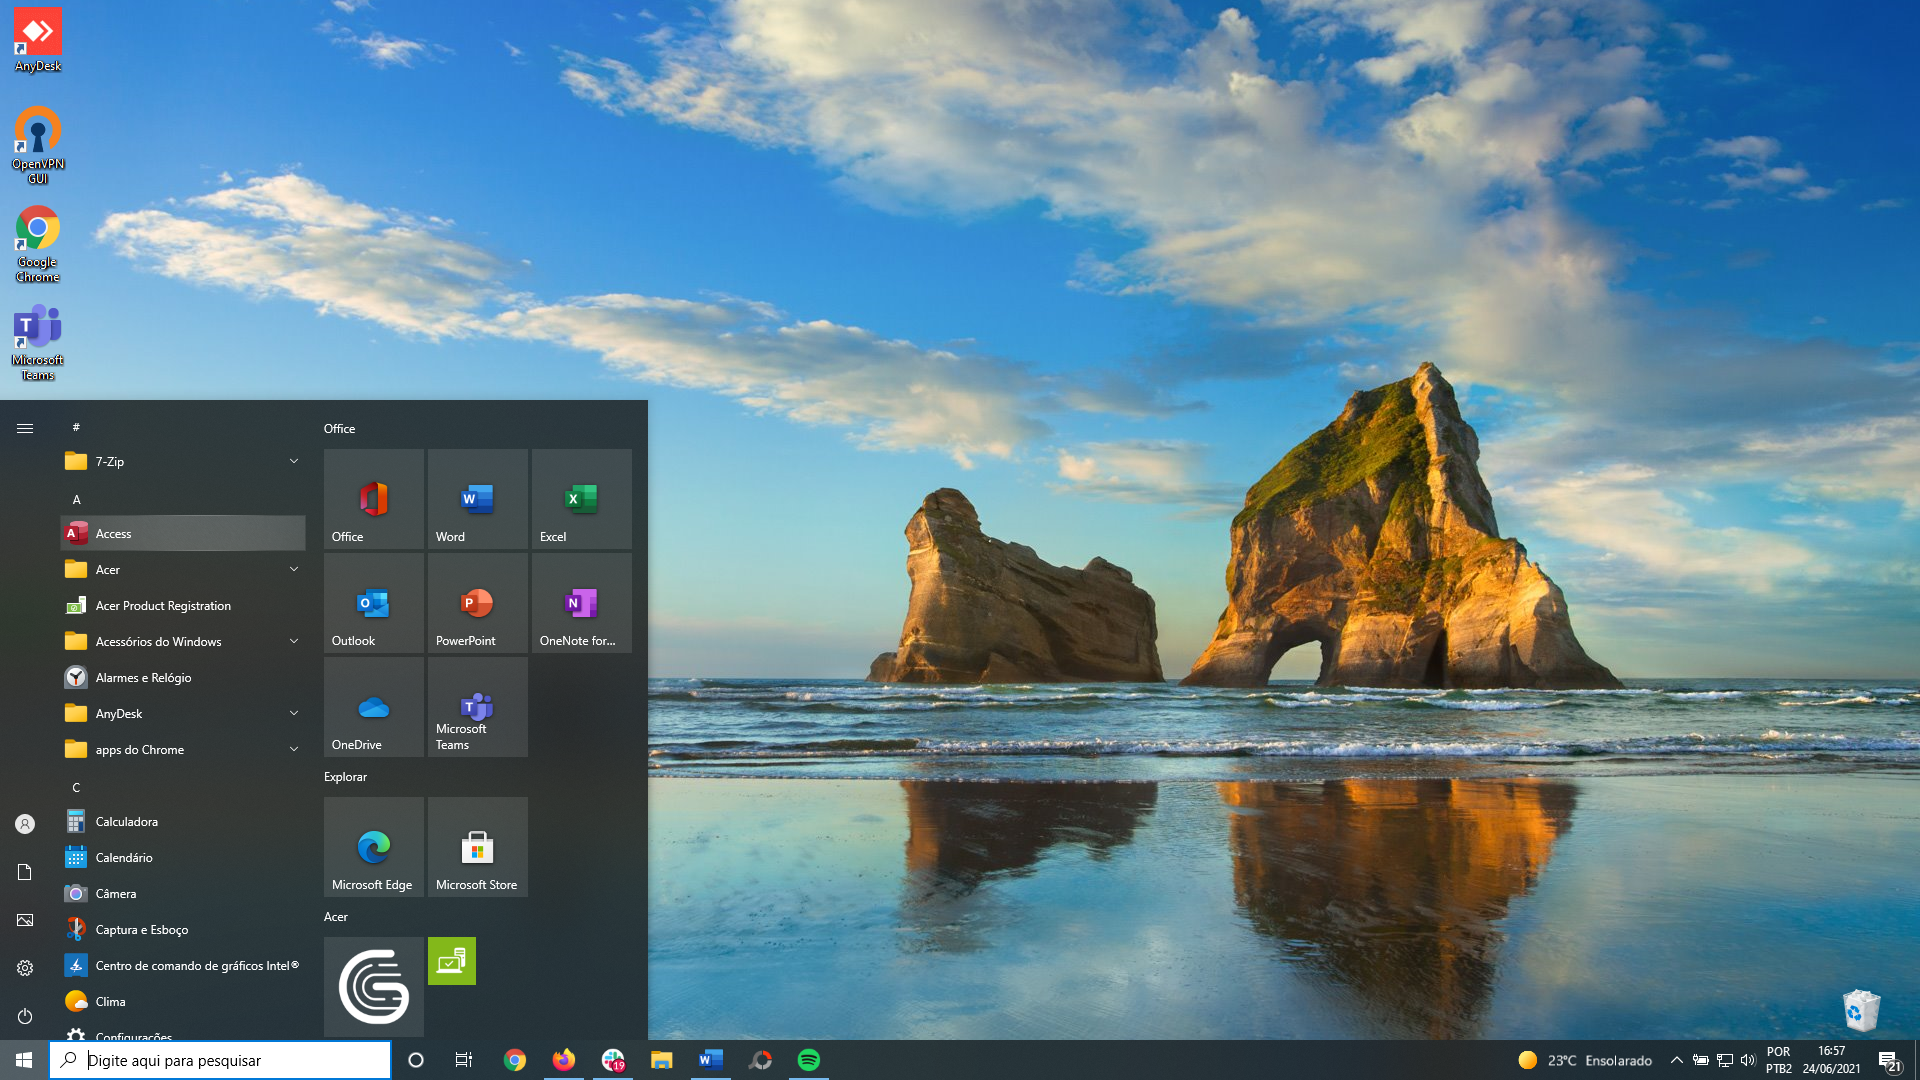 AnyDesk
OpenVPN
GUI
Google
Chrome
Microsoft
Teams
#
7-Zip
A
Access
Acer
Acer Product Registration
Acessórios do Windows
Alarmes e Relógio
AnyDesk
apps do Chrome
C
Calculadora
Calendário
Câmera
Captura e Esboço
Centro de comando de gráficos Intel®
Clima
Configurações
Office
Office
Word
Excel
Outlook
PowerPoint
OneNote for...
OneDrive
Microsoft
Teams
Explorar
Microsoft Edge
Microsoft Store
Acer
Digite aqui para pesquisar
19
23°C Ensolarado
POR
PTB2
16:57
24/06/2021
21